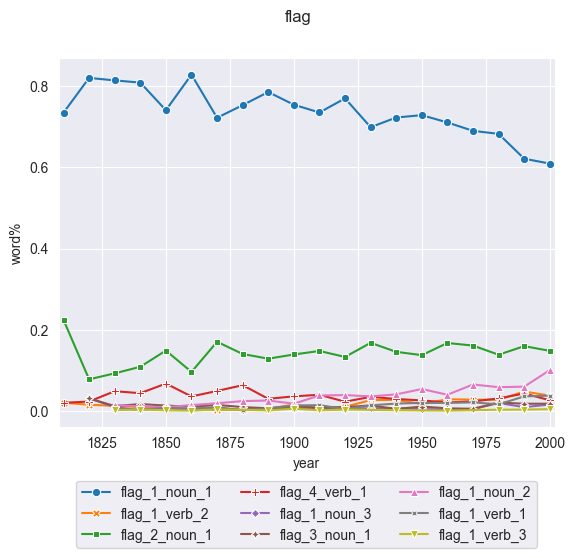 flag
0.8
0.6
0.4
0.2
0.0
word%
1825 1850 1875 1900 1925 1950 1975 2000
year
flag_1_noun_1 flag_4_verb_1 flag_1_noun_2
flag_1_verb_2 flag_1_noun_3 flag_1_verb_1
flag_2_noun_1 flag_3_noun_1 flag_1_verb_3